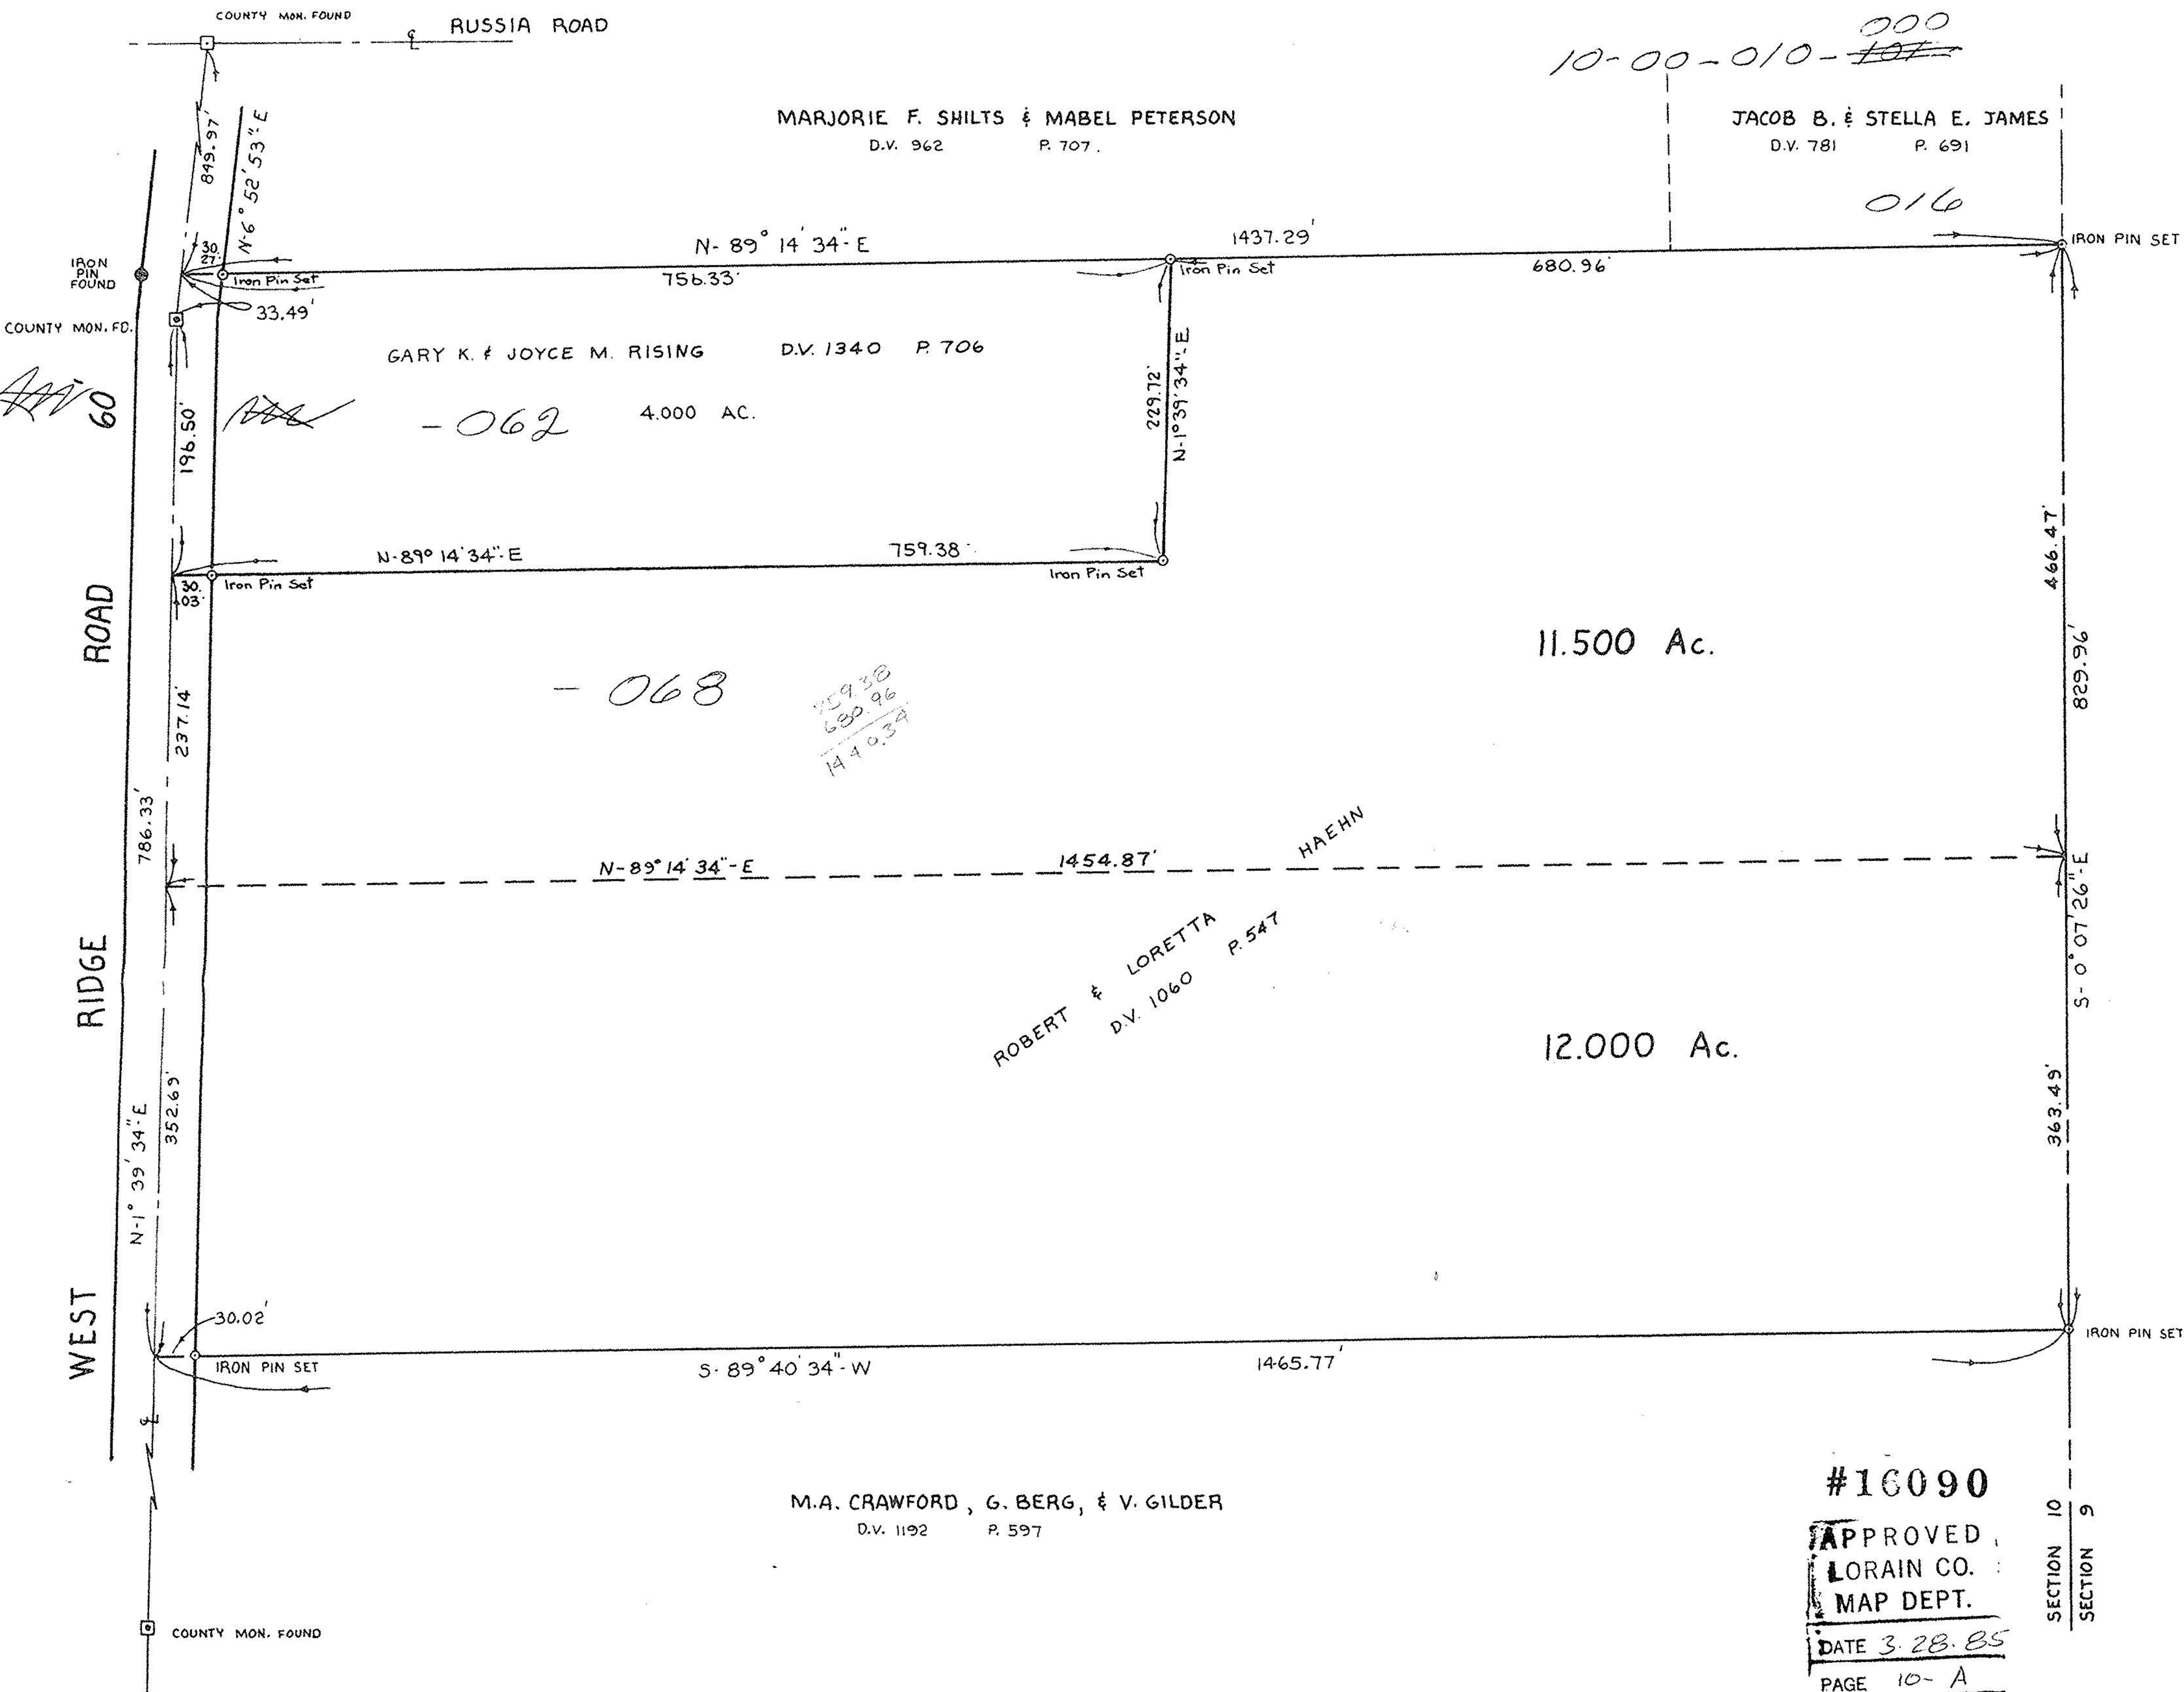 COUNTY MON. FOUND
RUSSIA ROAD
000
10-00-010-
MARJORIE F. SHILTS & MABEL PETERSON
D.V. 962 P. 707.
JACOB B. & STELLA E. JAMES
D.V. 781 P. 691
016
849.97'
N-6° 52' 53"-E
N-89° 14' 34"-E
1437.29'
IRON PIN SET
IRON
PIN
FOUND
30.
27'
Iron Pin Set
756.33'
Iron Pin Set
680.96'
33.49'
COUNTY MON. FD.
GARY K. & JOYCE M. RISING D.V. 1340 P. 706
-062
4.000 AC.
196.50'
229.72'
N-1° 39' 34"-E
N-89° 14' 34"-E
759.38'
Iron Pin Set
30.
03'
Iron Pin Set
466.47'
829.96'
S-0° 07' 26"-E
11.500 Ac.
-068
759.38
680.96
1440.34
237.14'
786.33'
N-89° 14' 34"-E
1454.87'
ROBERT & LORETTA HAEHN
D.V. 1060 P. 547
12.000 Ac.
363.49'
352.69'
N-1° 39' 34"-E
WEST RIDGE ROAD 60
30.02'
IRON PIN SET
S-89° 40' 34"-W
1465.77'
IRON PIN SET
M.A. CRAWFORD, G. BERG, & V. GILDER
D.V. 1192 P. 597
COUNTY MON. FOUND
#16090
APPROVED
LORAIN CO.
MAP DEPT.
DATE 3.28.85
PAGE 10-A
SECTION 10
SECTION 9